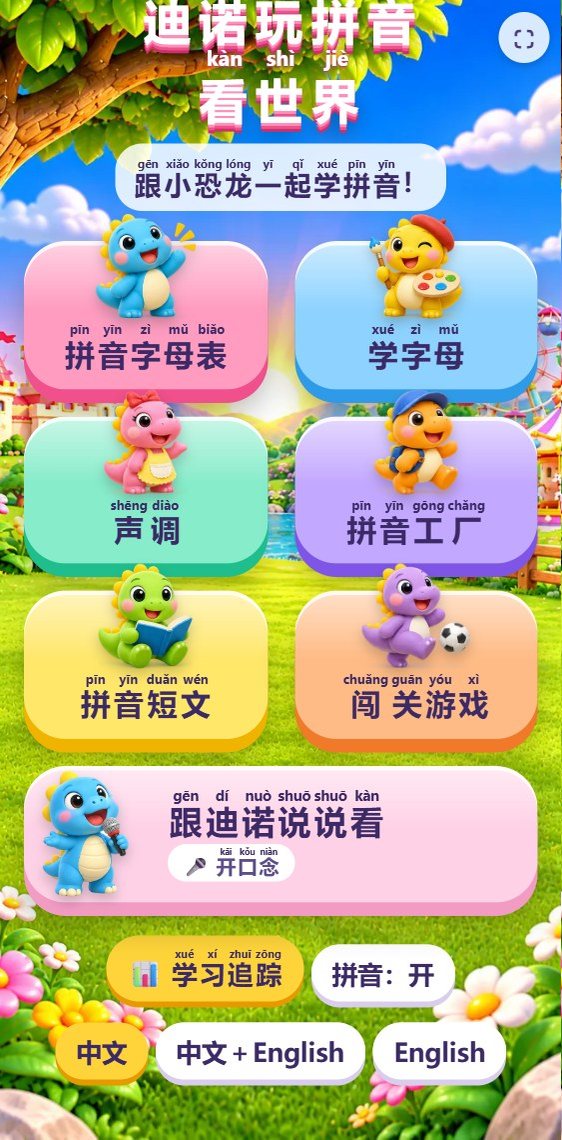 迪诺玩拼音
kàn shì jiè
看世界
gēn xiǎo kǒng lóng yī qǐ xué pīn yīn
跟小恐龙一起学拼音!
pīn yīn zì mǔ biǎo
拼音字母表
xué zì mǔ
学字母
shēng diào
声调
pīn yīn gōng chǎng
拼音工厂
pīn yīn duǎn wén
拼音短文
chuǎng guān yóu xì
闯关游戏
gēn dí nuò shuō shuō kàn
跟迪诺说说看
kāi kǒu niàn
开口念
xué xí zhuī zōng
学习追踪
拼音：开
中文
中文+English
English